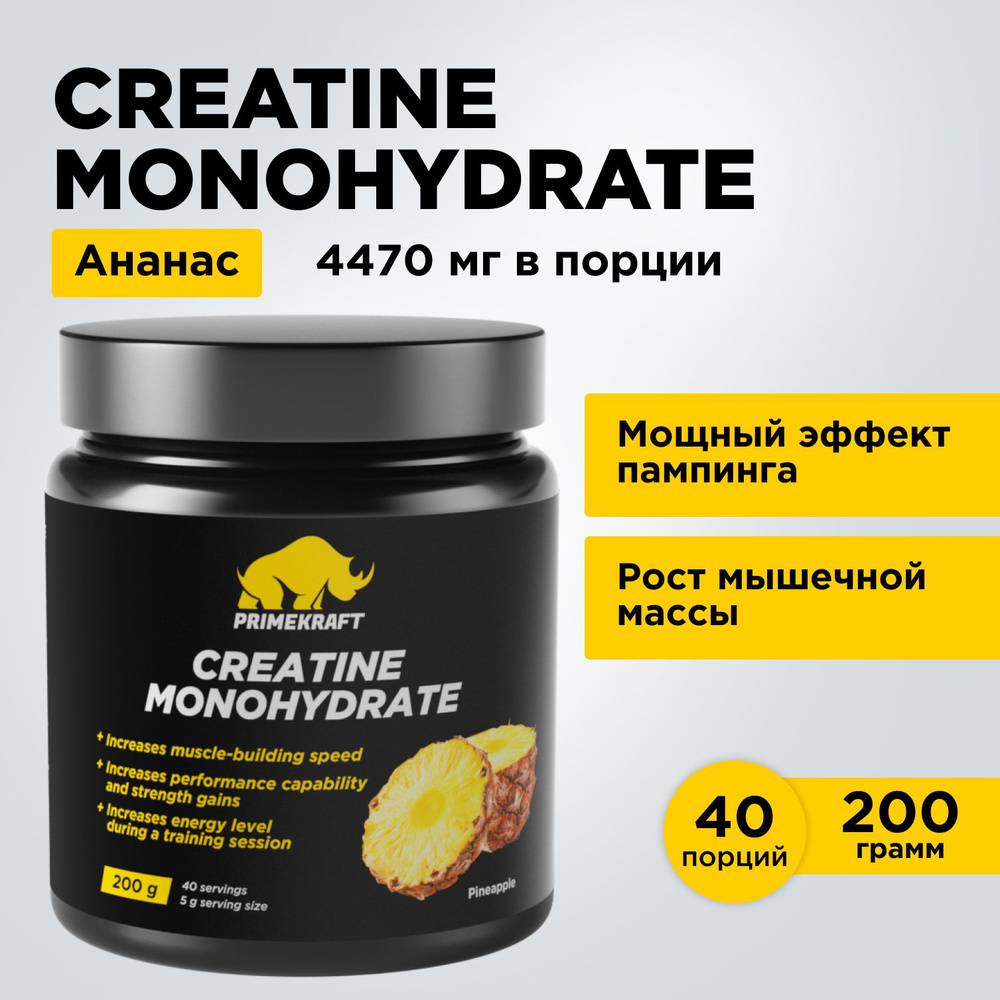 CREATINE
MONOHYDRATE
Ананас
4470 мг в порции
Мощный эффект
пампинга
Рост мышечной
массы
PRIMEKRAFT
CREATINE
MONOHYDRATE
+ Increases muscle-building speed
+ Increases performance capability
and strength gains
+ Increases energy level
during a training session
200 g
40 servings
5 g serving size
Pineapple
40
порций
200
грамм